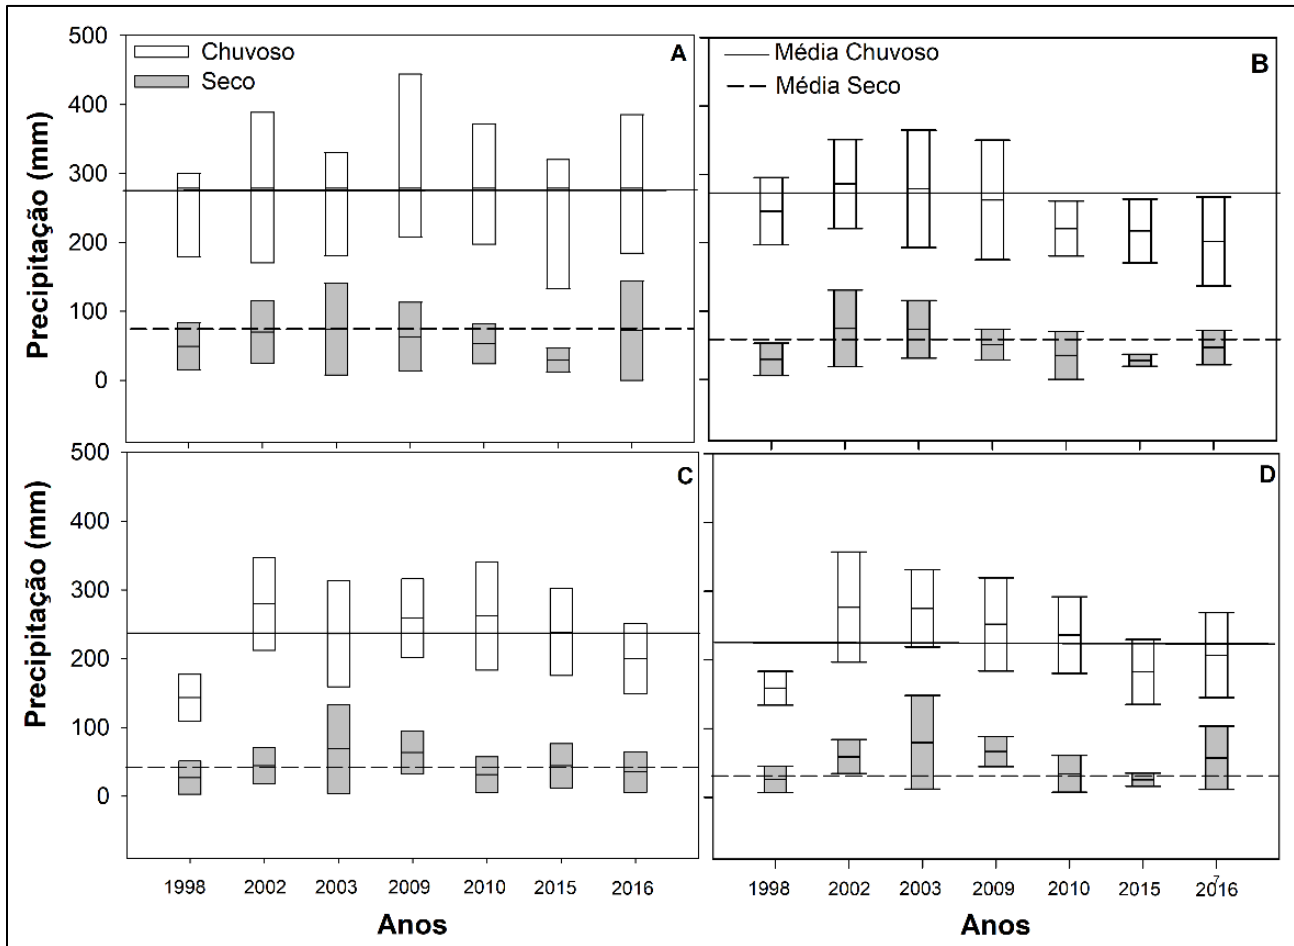 500
400
300
200
100
0
Precipitação (mm)
Chuvoso
Seco
A
Média Chuvoso
Média Seco
B
500
400
300
200
100
0
Precipitação (mm)
C
D
1998 2002 2003 2009 2010 2015 2016
Anos
1998 2002 2003 2009 2010 2015 2016
7
Anos